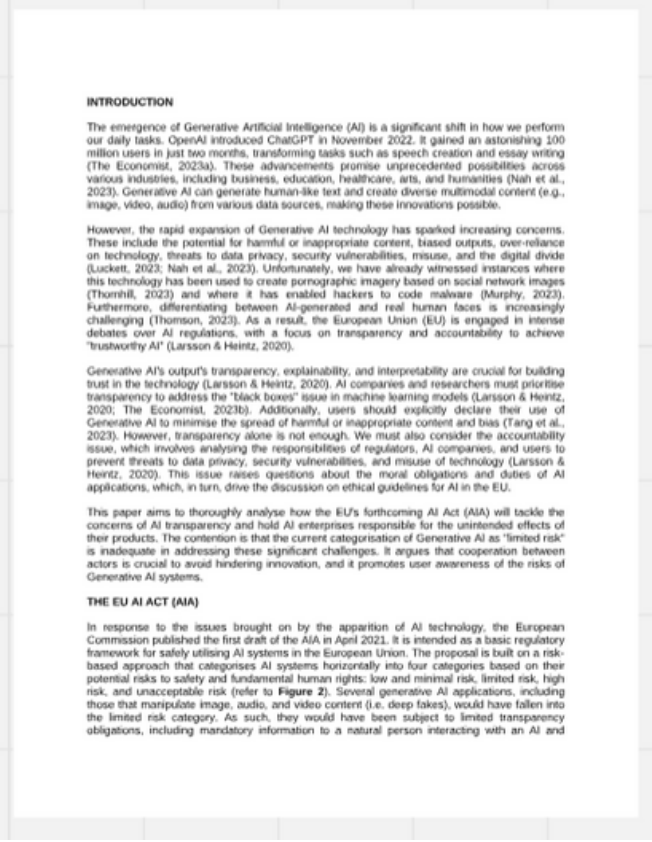 INTRODUCTION
The emergence of Generative Artificial Intelligence (AI) is a significant shift in how we perform
our daily tasks. OpenAI introduced ChatGPT in November 2022. It gained an astonishing 100
million users in just two months, transforming tasks such as speech creation and essay writing
(The Economist, 2023a). These advancements promise unprecedented possibilities across
various industries, including business, education, healthcare, arts, and humanities (Nah et al.,
2023). Generative AI can generate human-like text and create diverse multimodal content (e.g.,
image, video, audio) from various data sources, making these innovations possible.
However, the rapid expansion of Generative AI technology has sparked increasing concerns.
These include the potential for harmful or inappropriate content, biased outputs, over-reliance
on technology, threats to data privacy, security vulnerabilities, misuse, and the digital divide
(Luckett, 2023; Nah et al., 2023). Unfortunately, we have already witnessed instances where
this technology has been used to create pornographic imagery based on social network images
(Thornhill, 2023) and where it has enabled hackers to code malware (Murphy, 2023).
Furthermore, differentiating between AI-generated and real human faces is increasingly
challenging (Thomson, 2023). As a result, the European Union (EU) is engaged in intense
debates over AI regulations, with a focus on transparency and accountability to achieve
"trustworthy AI" (Larsson & Heintz, 2020).
Generative AI's output's transparency, explainability, and interpretability are crucial for building
trust in the technology (Larsson & Heintz, 2020). AI companies and researchers must prioritise
transparency to address the "black boxes" issue in machine learning models (Larsson & Heintz,
2020; The Economist, 2023b). Additionally, users should explicitly declare their use of
Generative AI to minimise the spread of harmful or inappropriate content and bias (Tang et al.,
2023). However, transparency alone is not enough. We must also consider the accountability
issue, which involves analysing the responsibilities of regulators, AI companies, and users to
prevent threats to data privacy, security vulnerabilities, and misuse of technology (Larsson &
Heintz, 2020). This issue raises questions about the moral obligations and duties of AI
applications, which, in turn, drive the discussion on ethical guidelines for AI in the EU.
This paper aims to thoroughly analyse how the EU's forthcoming AI Act (AIA) will tackle the
concerns of AI transparency and hold AI enterprises responsible for the unintended effects of
their products. The contention is that the current categorisation of Generative AI as "limited risk"
is inadequate in addressing these significant challenges. It argues that cooperation between
actors is crucial to avoid hindering innovation, and it promotes user awareness of the risks of
Generative AI systems.
THE EU AI ACT (AIA)
In response to the issues brought on by the apparition of AI technology, the European
Commission published the first draft of the AIA in April 2021. It is intended as a basic regulatory
framework for safely utilising AI systems in the European Union. The proposal is built on a risk-
based approach that categorises AI systems horizontally into four categories based on their
potential risks to safety and fundamental human rights: low and minimal risk, limited risk, high
risk, and unacceptable risk (refer to Figure 2). Several generative AI applications, including
those that manipulate image, audio, and video content (i.e. deep fakes), would have fallen into
the limited risk category. As such, they would have been subject to limited transparency
obligations, including mandatory information to a natural person interacting with an AI and